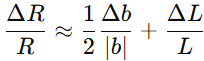 ΔR/R ≈ 1/2 Δb/|b| + ΔL/L